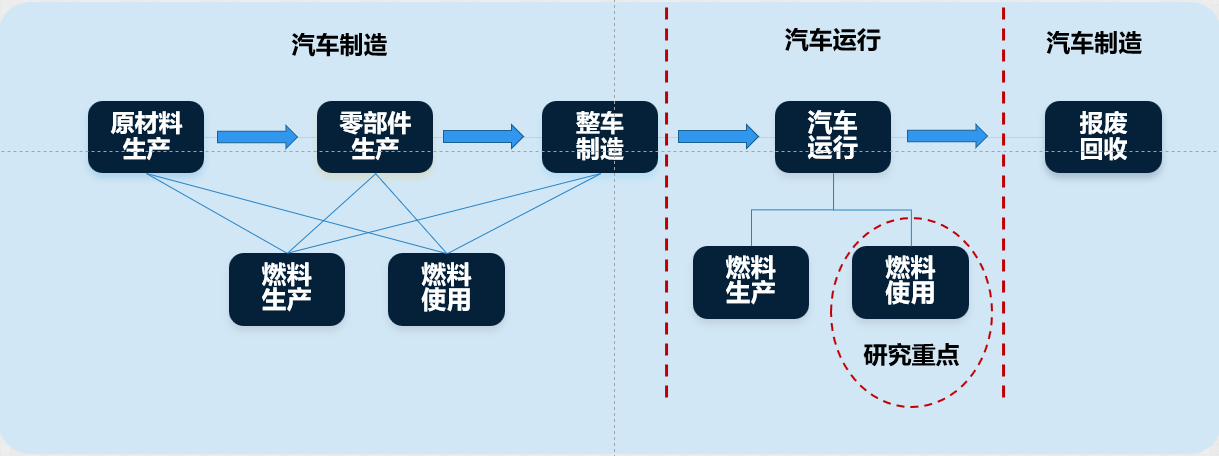 汽车制造
汽车运行
汽车制造
原材料
生产
零部件
生产
整车
制造
汽车
运行
报废
回收
燃料
生产
燃料
使用
燃料
生产
燃料
使用
研究重点